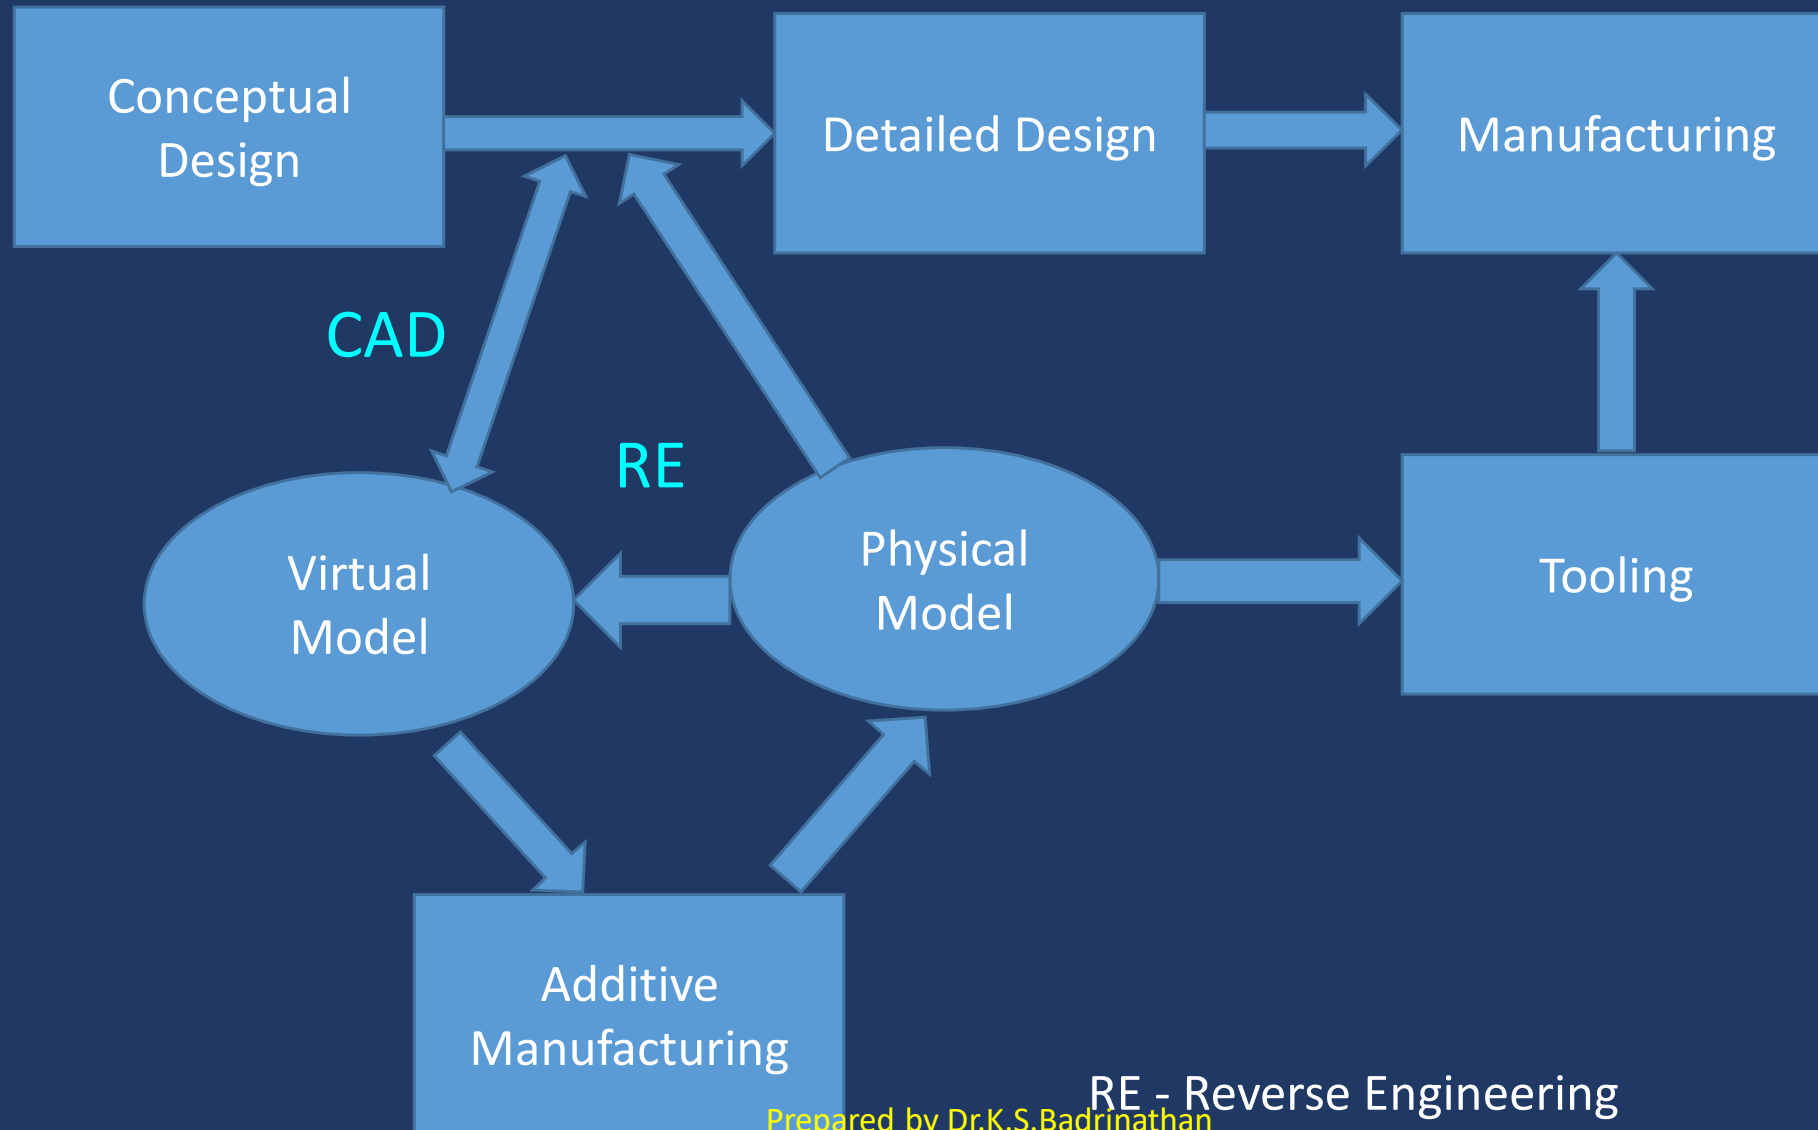 Conceptual
Design
Detailed Design
Manufacturing
CAD
RE
Virtual
Model
Physical
Model
Tooling
Additive
Manufacturing
RE - Reverse Engineering
Prepared by Dr.K.S.Badrinathan